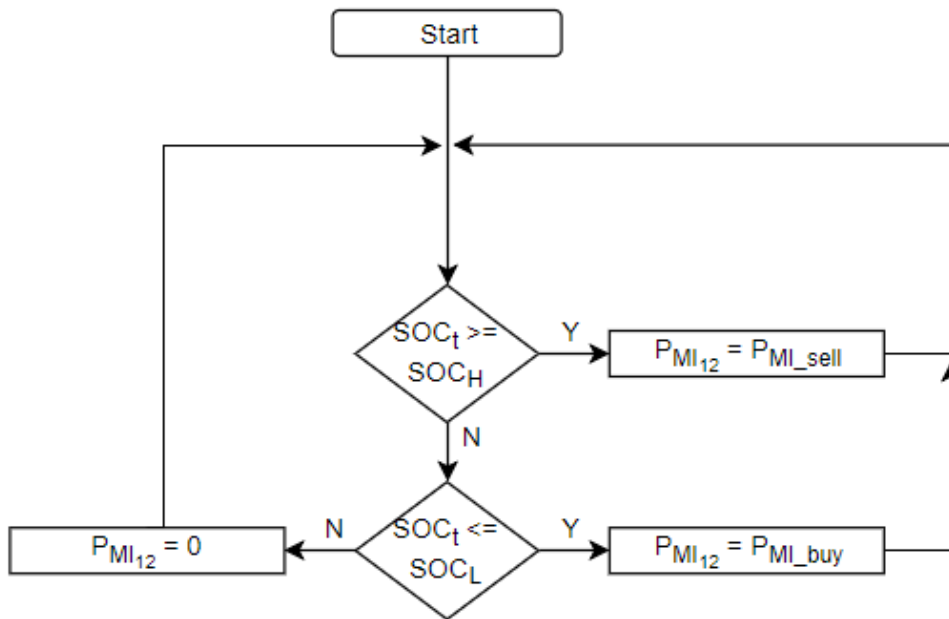 Start
SOCt >=
SOCH
Y
PMI12 = PMI_sell
N
SOCt <=
SOCL
N
Y
PMI12 = 0
PMI12 = PMI_buy